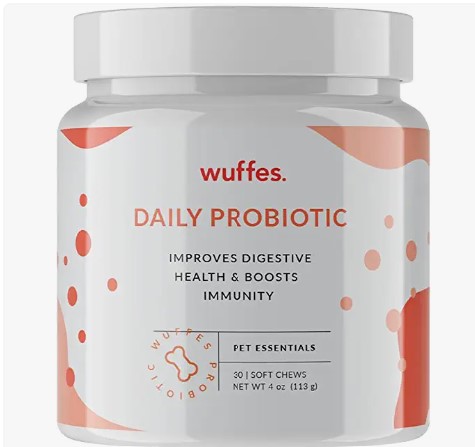 wuffes.
DAILY PROBIOTIC
IMPROVES DIGESTIVE
HEALTH & BOOSTS
IMMUNITY
WUFFES PROBIOTIC
PET ESSENTIALS
30 | SOFT CHEWS
NET WT 4 oz (113 g)